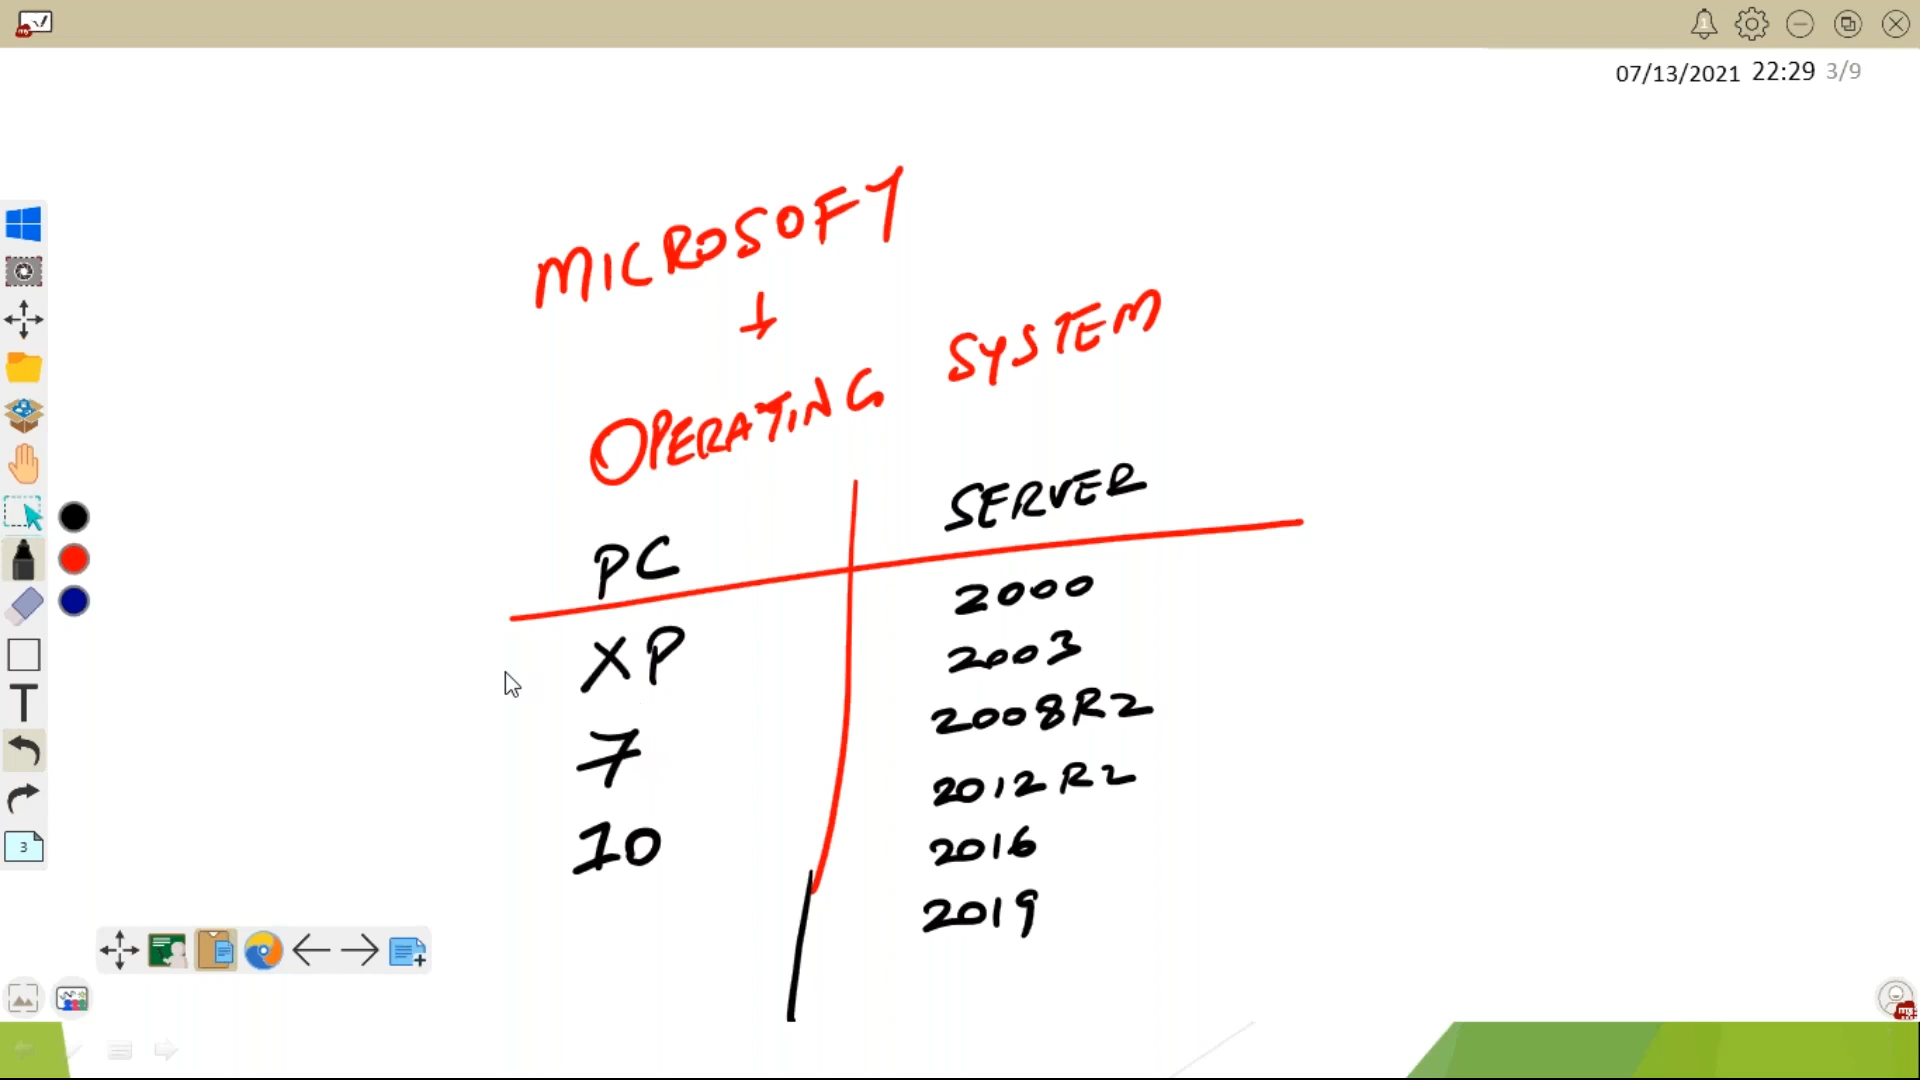 07/13/2021 22:29 3/9
MICROSOFT
OPERATING SYSTEM
PC SERVER
XP 2000
7 2003
10 2008R2
2012R2
2016
2019
T
3